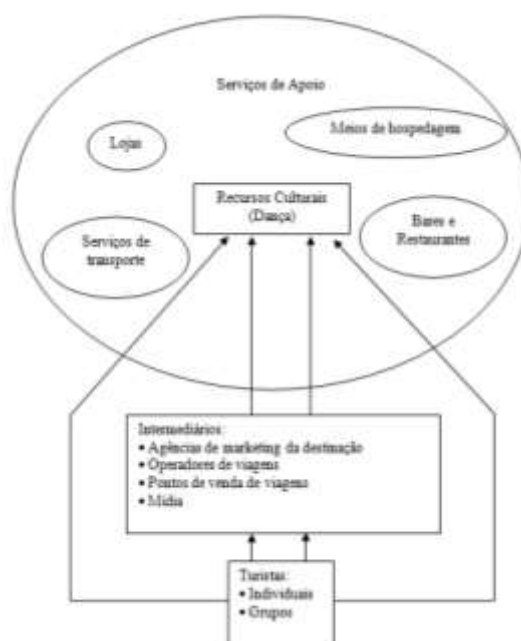 Serviços de Apoio
Lojas
Meios de hospedagem
Recursos Culturais
(Dança)
Serviços de
transporte
Bares e
Restaurantes
Intermediários:
• Agências de marketing da destinação
• Operadores de viagens
• Pontos de venda de viagens
• Mídia
Turistas:
• Individuais
• Grupos